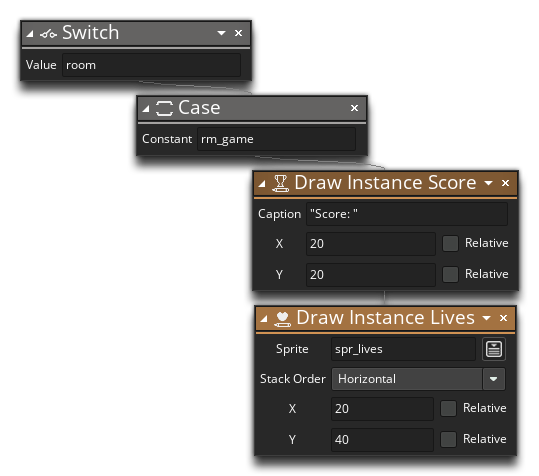 Switch
Value room
Case
Constant rm_game
Draw Instance Score
Caption "Score: "
X 20 Relative
Y 20 Relative
Draw Instance Lives
Sprite spr_lives
Stack Order Horizontal
X 20 Relative
Y 40 Relative